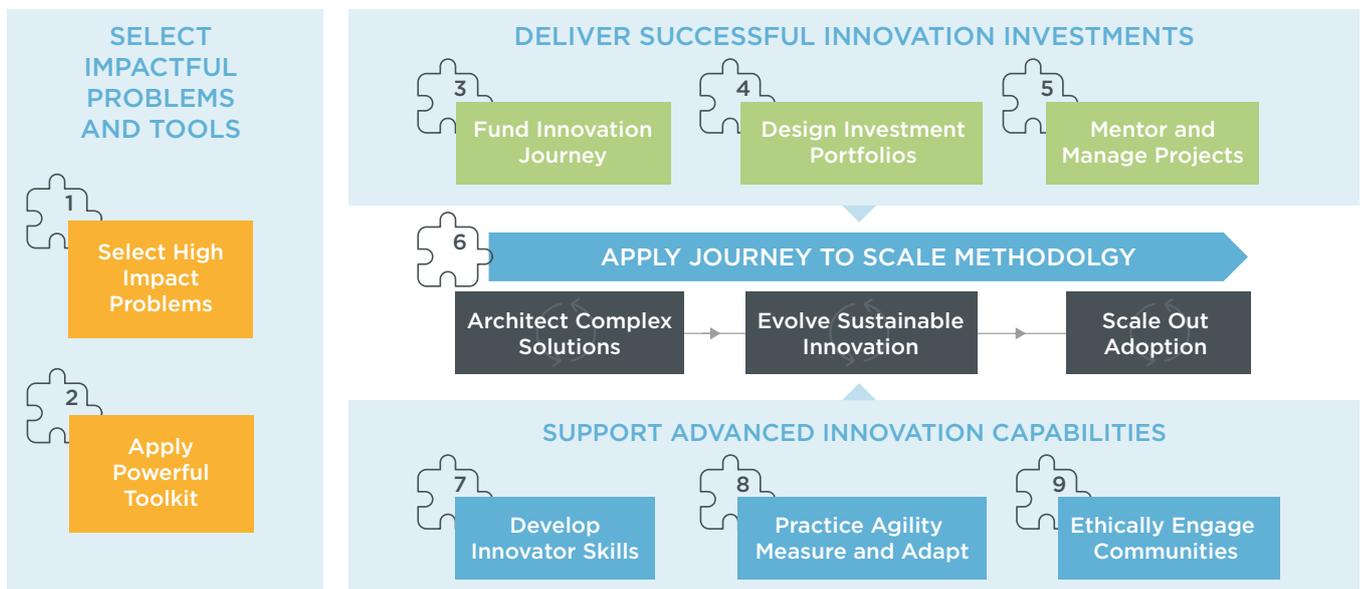 SELECT
IMPACTFUL
PROBLEMS
AND TOOLS
1
Select High
Impact
Problems
2
Apply
Powerful
Toolkit
DELIVER SUCCESSFUL INNOVATION INVESTMENTS
3
Fund Innovation
Journey
4
Design Investment
Portfolios
5
Mentor and
Manage Projects
6
APPLY JOURNEY TO SCALE METHODOLGY
Architect Complex
Solutions
Evolve Sustainable
Innovation
Scale Out
Adoption
SUPPORT ADVANCED INNOVATION CAPABILITIES
7
Develop
Innovator Skills
8
Practice Agility
Measure and Adapt
9
Ethically Engage
Communities